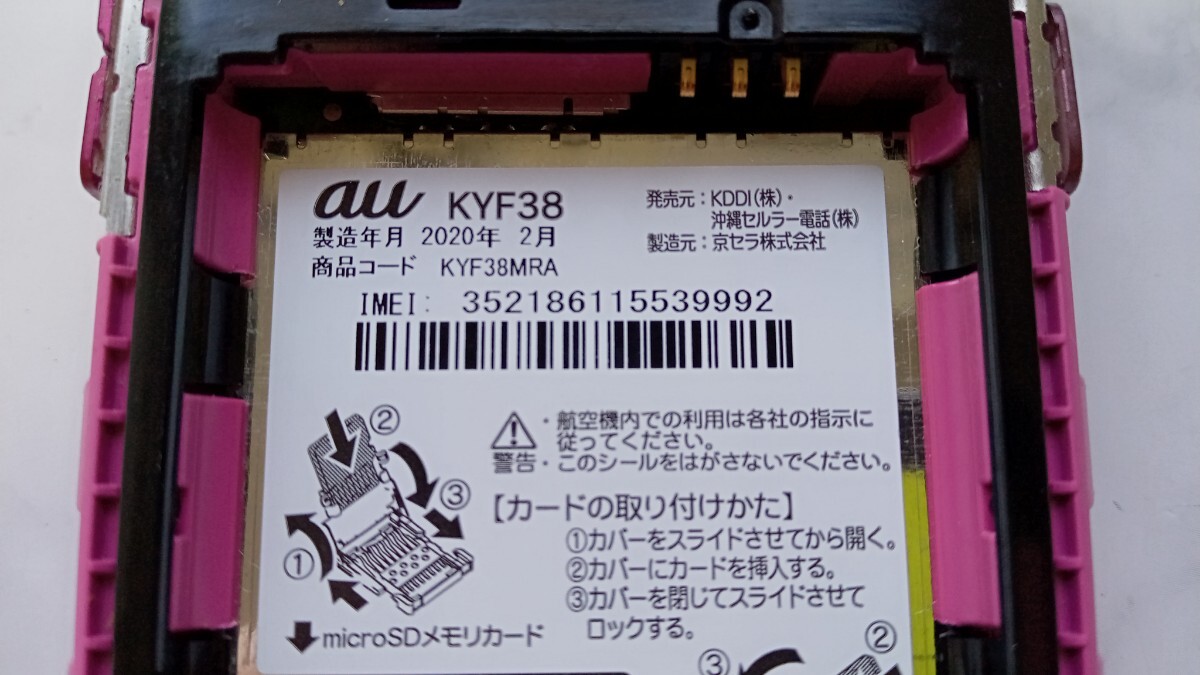 au KYF38
製造年月 2020年 2月
商品コード KYF38MRA
発売元：KDDI（株）・
沖縄セルラー電話（株）
製造元：京セラ株式会社
IMEI: 352186115539992
② ③ ①
⚠ ・航空機内での利用は各社の指示に
従ってください。
警告・このシールをはがさないでください。
【カードの取り付けかた】
①カバーをスライドさせてから開く。
②カバーにカードを挿入する。
③カバーを閉じてスライドさせて
ロックする。
microSDメモリカード
③ ②